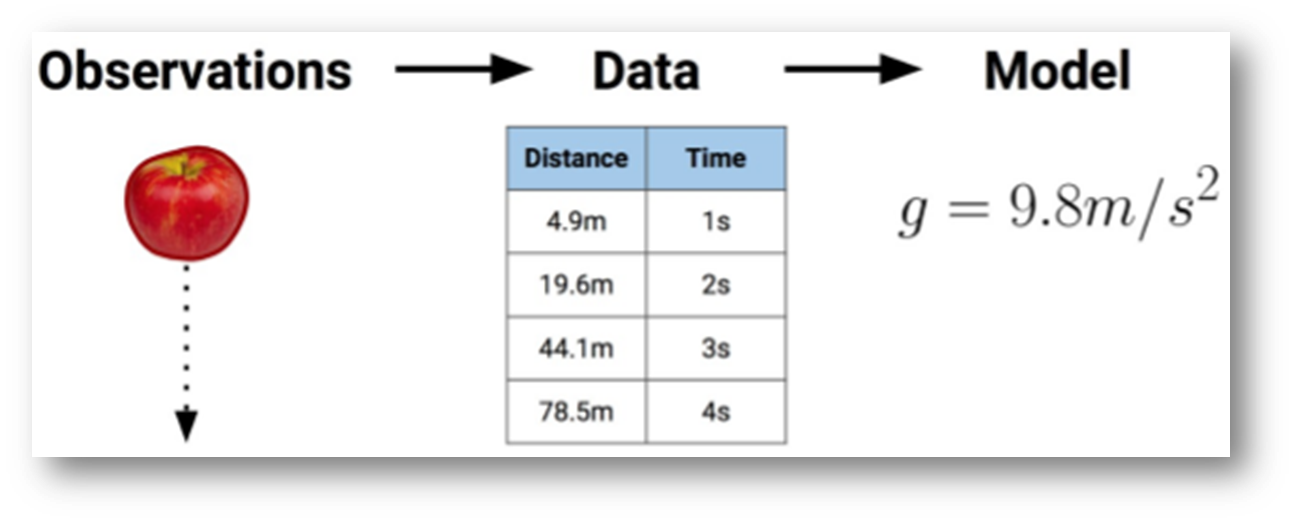 Observations Data Model
Distance Time
4.9m 1s
19.6m 2s
44.1m 3s
78.5m 4s
g = 9.8m/s²